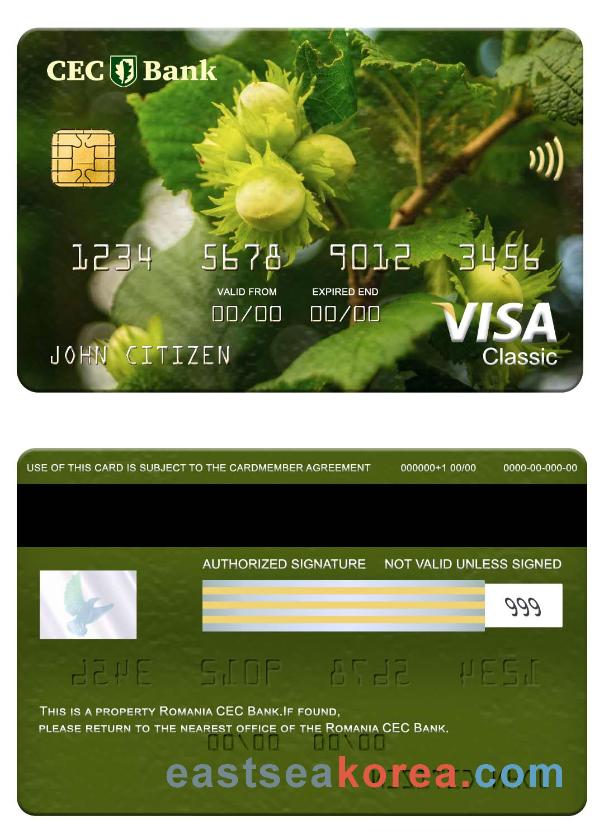 CEC Bank
1234 5678 9012 3456
VALID FROM EXPIRED END
00/00 00/00
VISA
Classic
JOHN CITIZEN
USE OF THIS CARD IS SUBJECT TO THE CARDMEMBER AGREEMENT 000000+1 00/00 0000-00-000-00
AUTHORIZED SIGNATURE NOT VALID UNLESS SIGNED
999
THIS IS A PROPERTY ROMANIA CEC BANK.IF FOUND,
PLEASE RETURN TO THE NEAREST OFFICE OF THE ROMANIA CEC BANK.
eastseakorea.com